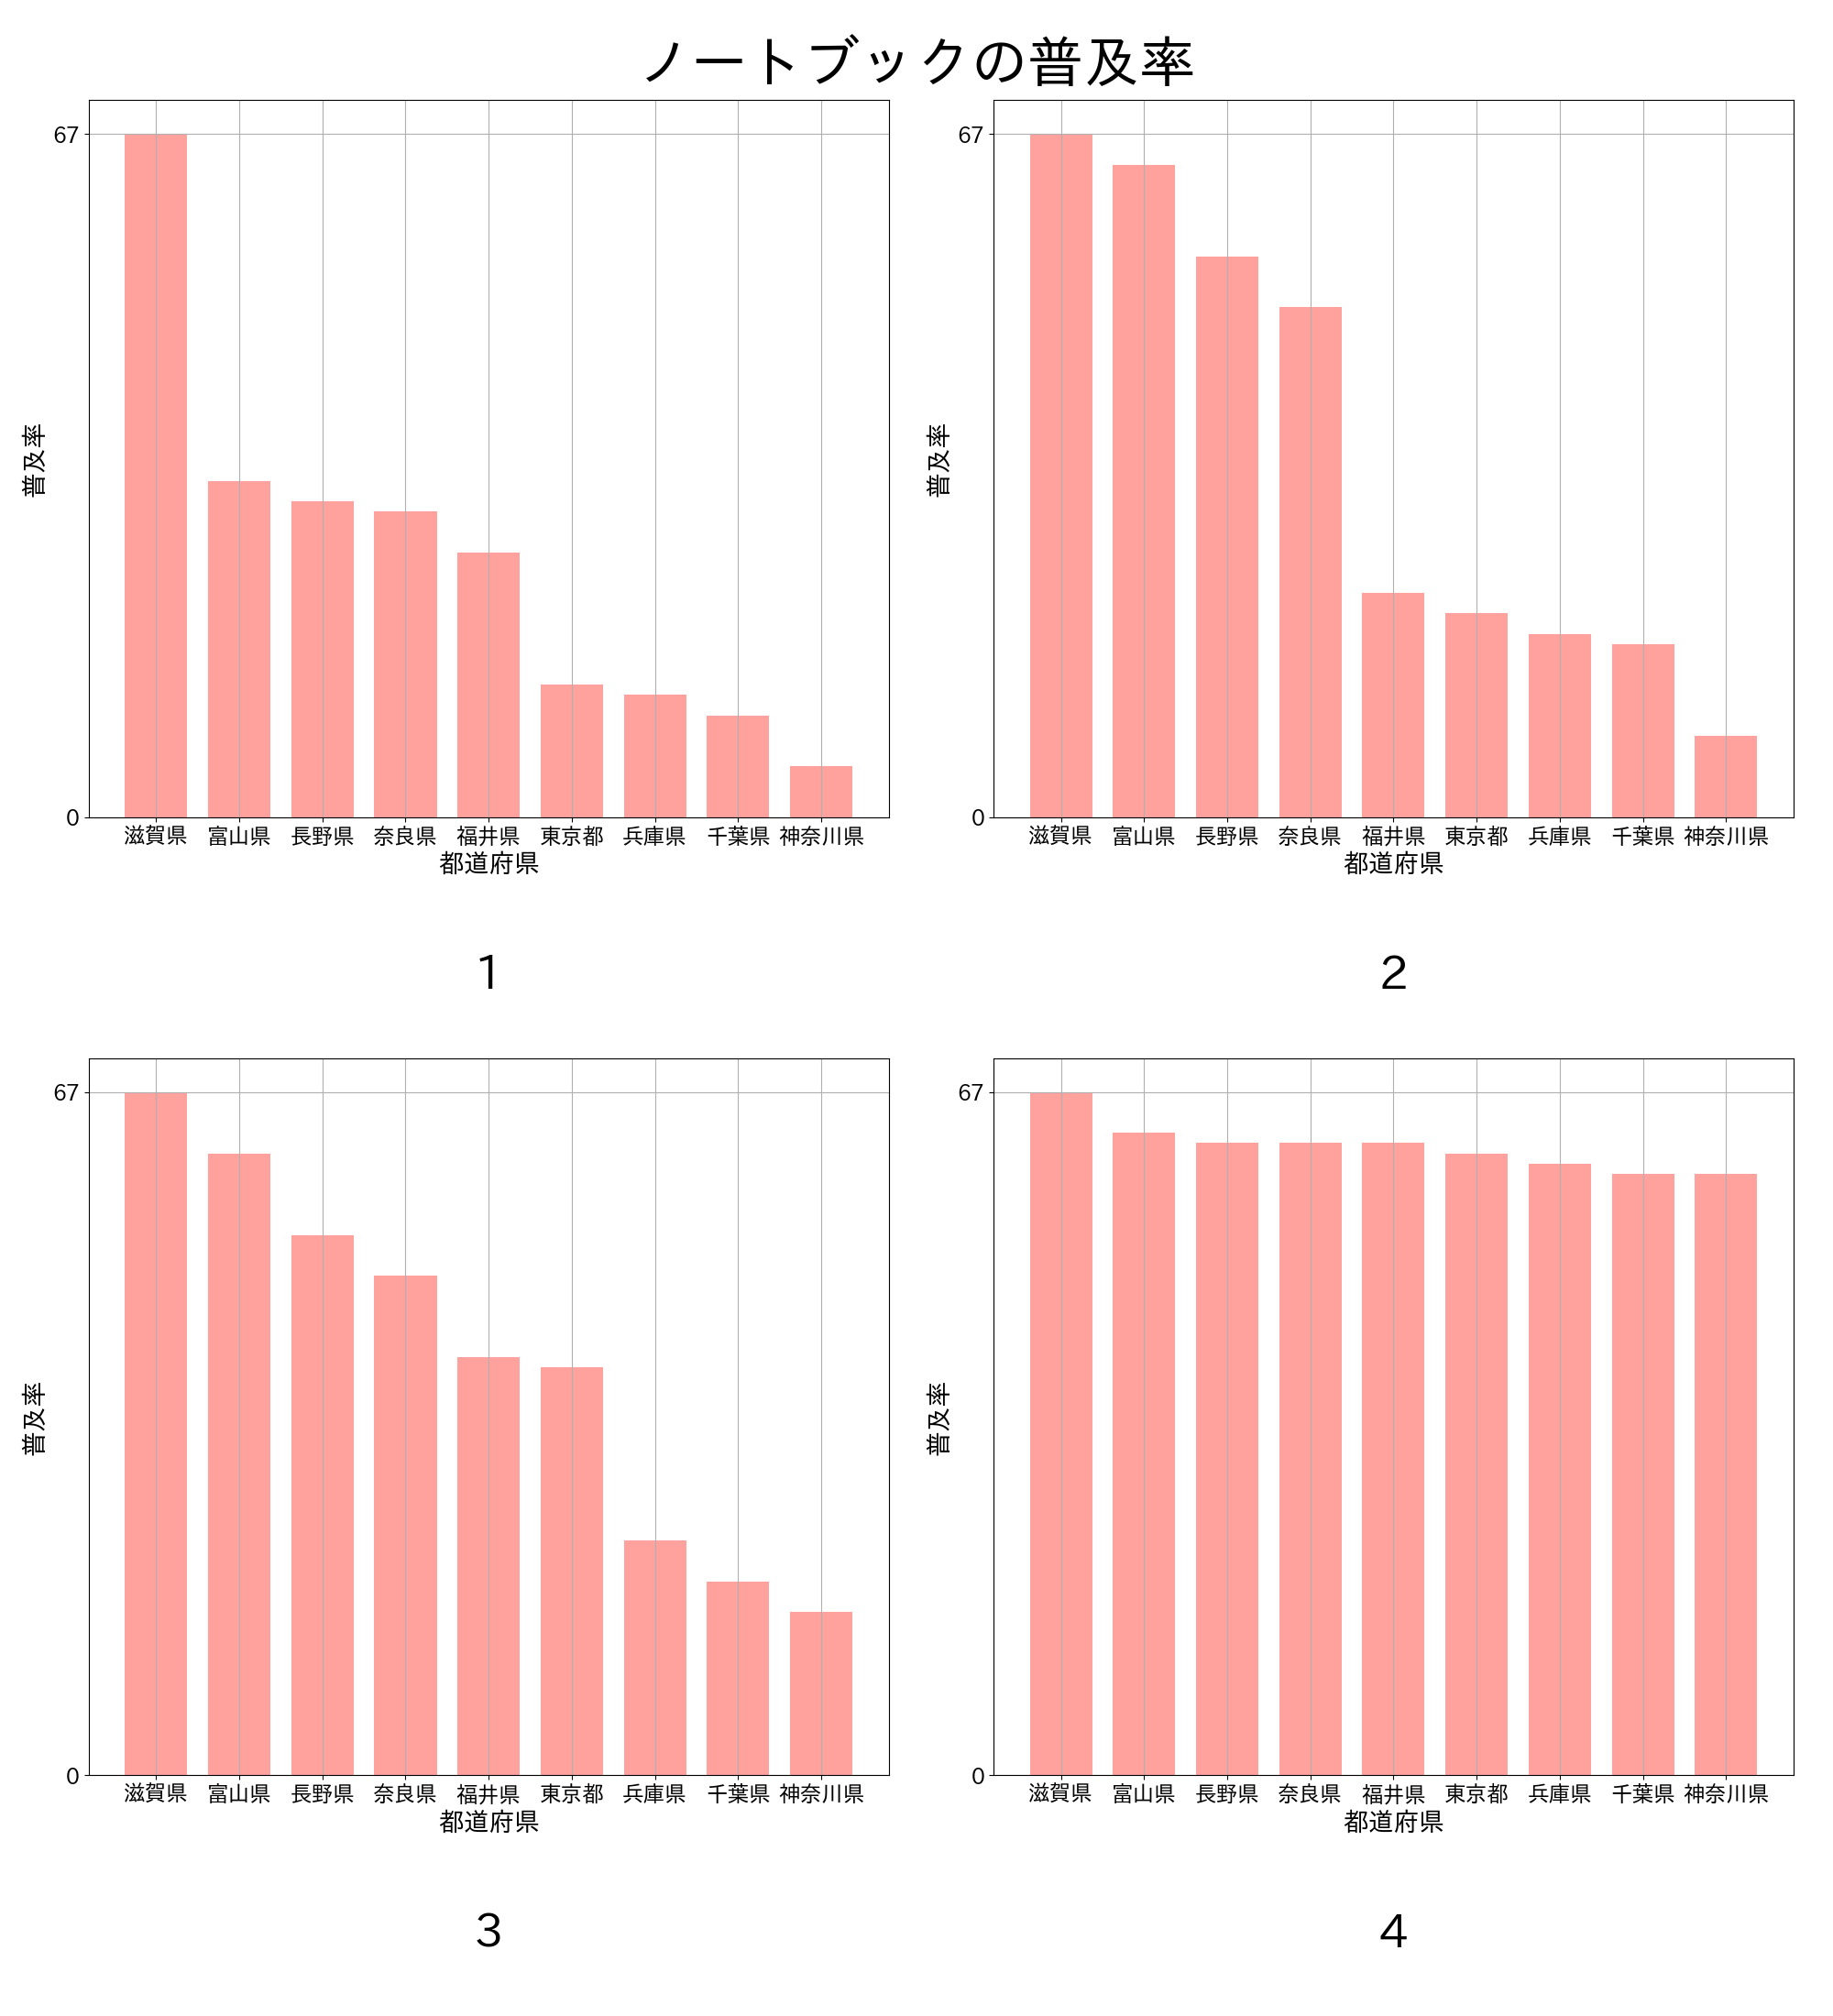 ノートブックの普及率
67
0
普及率
滋賀県 富山県 長野県 奈良県 福井県 東京都 兵庫県 千葉県 神奈川県
都道府県
1
67
0
普及率
滋賀県 富山県 長野県 奈良県 福井県 東京都 兵庫県 千葉県 神奈川県
都道府県
2
67
0
普及率
滋賀県 富山県 長野県 奈良県 福井県 東京都 兵庫県 千葉県 神奈川県
都道府県
3
67
0
普及率
滋賀県 富山県 長野県 奈良県 福井県 東京都 兵庫県 千葉県 神奈川県
都道府県
4